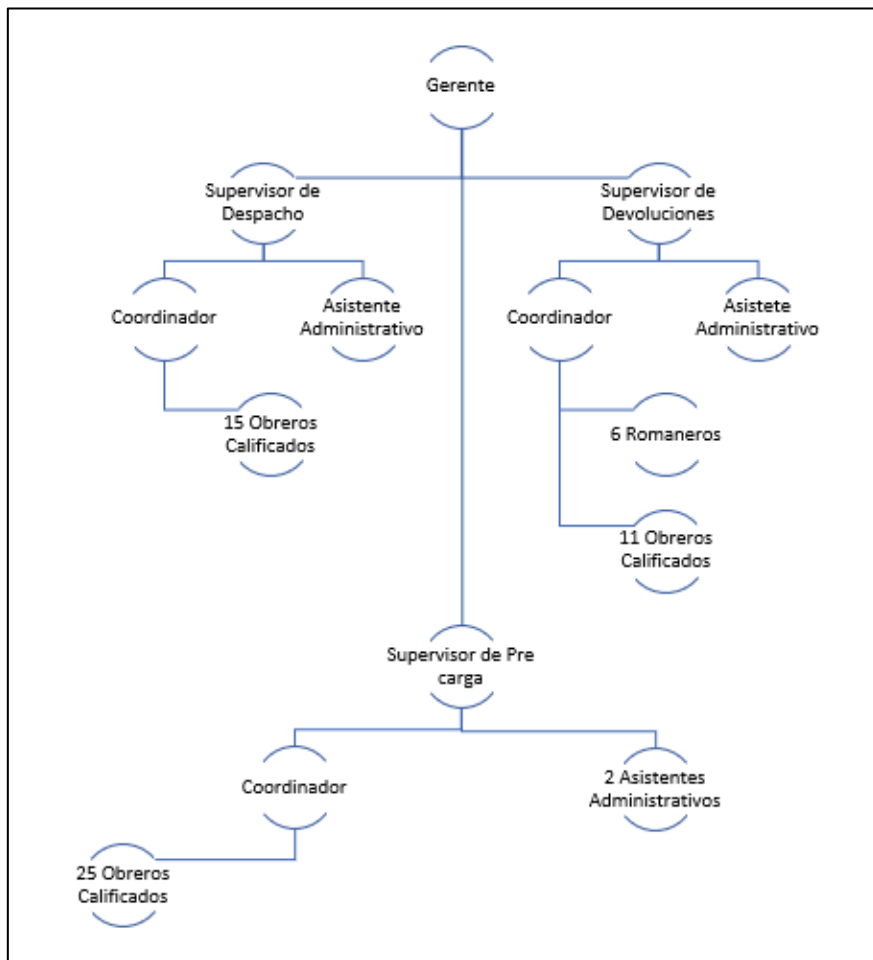 Gerente
Supervisor de
Despacho
Supervisor de
Devoluciones
Coordinador
Asistente
Administrativo
Coordinador
Asistete
Administrativo
15 Obreros
Calificados
6 Romaneros
11 Obreros
Calificados
Supervisor de Pre
carga
Coordinador
2 Asistentes
Administrativos
25 Obreros
Calificados